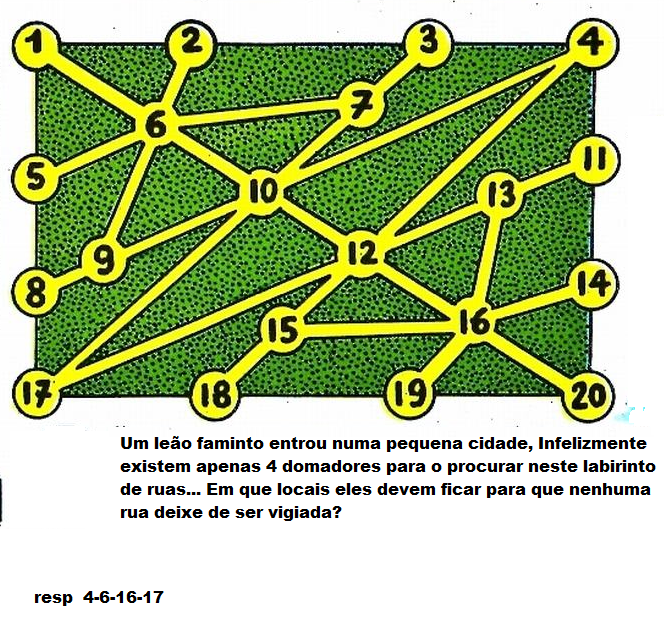 1 2 3 4
6 7
5 10 13 11
9 12
8 15 16 14
17 18 19 20
Um leão faminto entrou numa pequena cidade, Infelizmente
existem apenas 4 domadores para o procurar neste labirinto
de ruas... Em que locais eles devem ficar para que nenhuma
rua deixe de ser vigiada?
resp 4-6-16-17